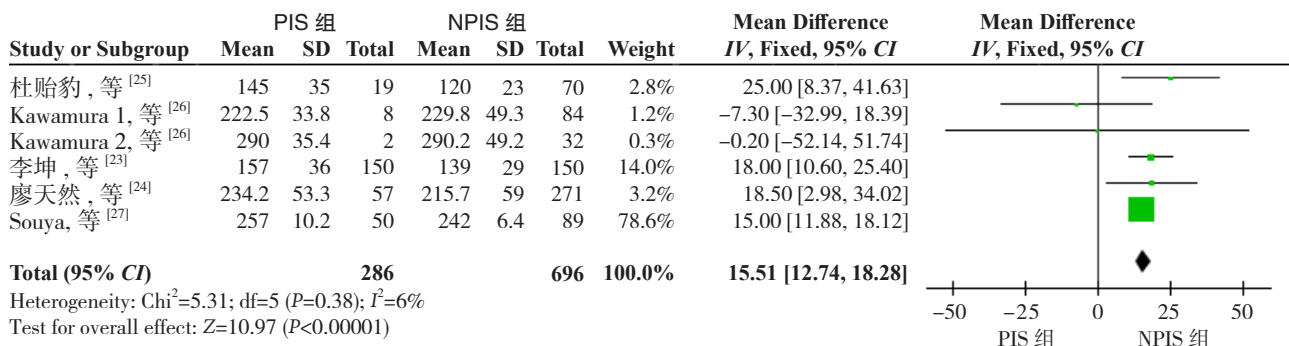 PIS 组 NPIS 组 Mean Difference Mean Difference
Study or Subgroup Mean SD Total Mean SD Total Weight IV, Fixed, 95% CI IV, Fixed, 95% CI
杜贻豹, 等 [25] 145 35 19 120 23 70 2.8% 25.00 [8.37, 41.63]
Kawamura 1, 等 [26] 222.5 33.8 8 229.8 49.3 84 1.2% −7.30 [−32.99, 18.39]
Kawamura 2, 等 [26] 290 35.4 2 290.2 49.2 32 0.3% −0.20 [−52.14, 51.74]
李坤, 等 [23] 157 36 150 139 29 150 14.0% 18.00 [10.60, 25.40]
廖天然, 等 [24] 234.2 53.3 57 215.7 59 271 3.2% 18.50 [2.98, 34.02]
Souya, 等 [27] 257 10.2 50 242 6.4 89 78.6% 15.00 [11.88, 18.12]
Total (95% CI) 286 696 100.0% 15.51 [12.74, 18.28]
Heterogeneity: Chi²=5.31; df=5 (P=0.38); I²=6%
Test for overall effect: Z=10.97 (P<0.00001)
−50 −25 0 25 50
PIS 组 NPIS 组